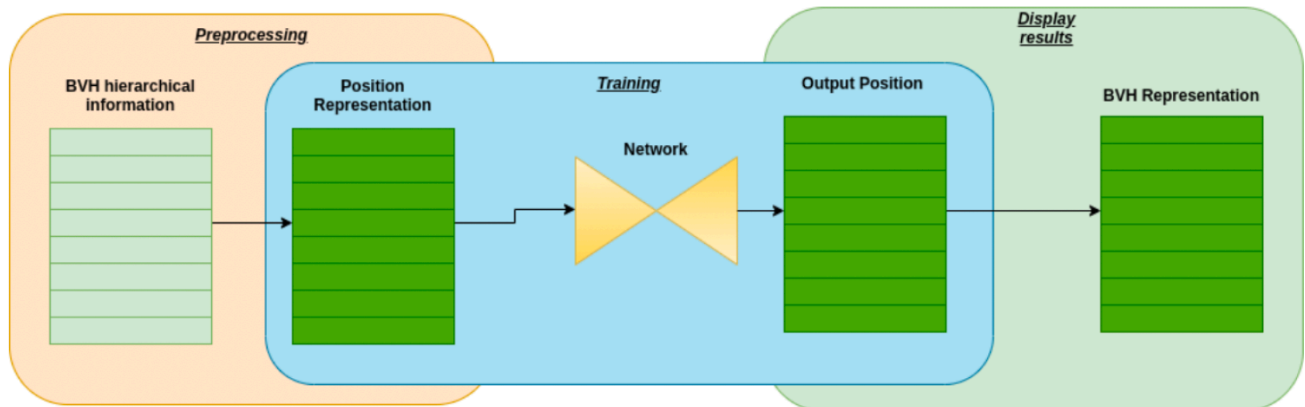 Preprocessing
BVH hierarchical
information
Position
Representation
Training
Network
Output Position
Display
results
BVH Representation